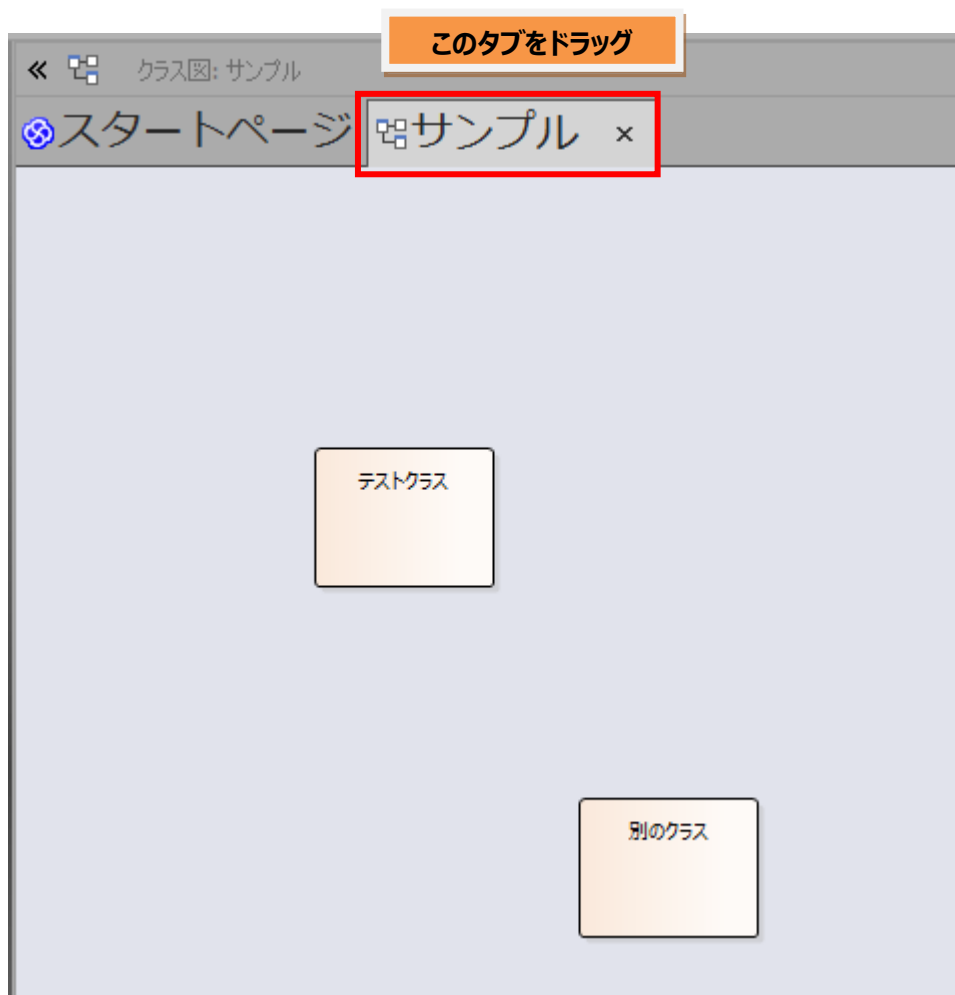 このタブをドラッグ
クラス図: サンプル
スタートページ サンプル ×
テストクラス
別のクラス